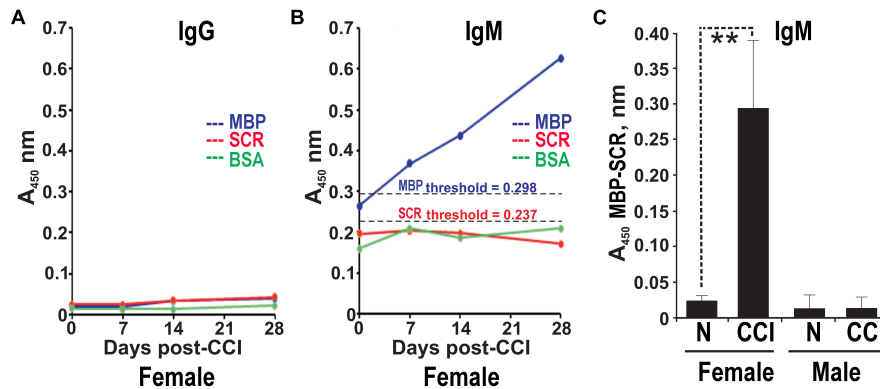 A
IgG
A450 nm
0.7
0.6
0.5
0.4
0.3
0.2
0.1
0
MBP
SCR
BSA
0 7 14 21 28
Days post-CCI
Female
B
IgM
A450 nm
0.7
0.6
0.5
0.4
0.3
0.2
0.1
0
MBP
SCR
BSA
MBP threshold = 0.298
SCR threshold = 0.237
0 7 14 21 28
Days post-CCI
Female
C
IgM
**
A450 MBP-SCR, nm
0.40
0.35
0.30
0.25
0.20
0.15
0.10
0.05
0
N CCI N CC
Female Male